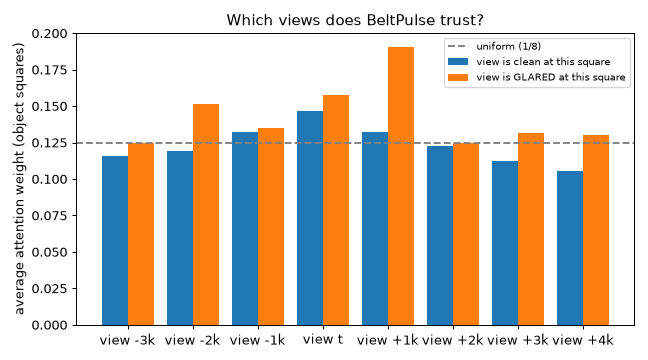 Which views does BeltPulse trust?
average attention weight (object squares)
0.200
0.175
0.150
0.125
0.100
0.075
0.050
0.025
0.000
uniform (1/8)
view is clean at this square
view is GLARED at this square
view -3k view -2k view -1k view t view +1k view +2k view +3k view +4k